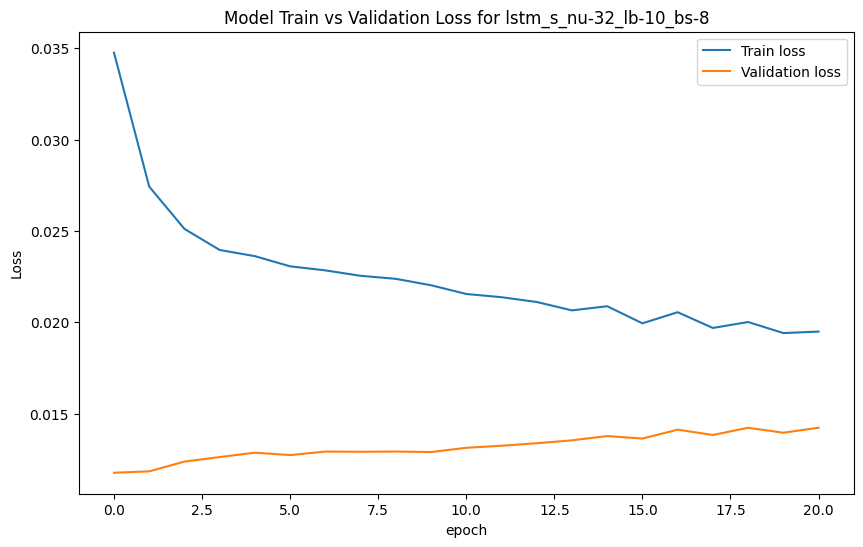 Model Train vs Validation Loss for lstm_s_nu-32_lb-10_bs-8
Train loss
Validation loss
Loss
0.035
0.030
0.025
0.020
0.015
0.0 2.5 5.0 7.5 10.0 12.5 15.0 17.5 20.0
epoch